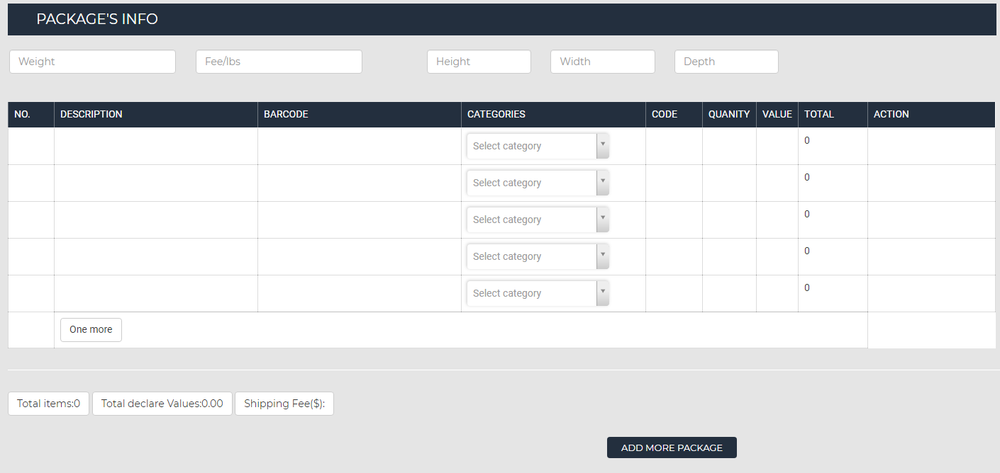 PACKAGE'S INFO
Weight Fee/lbs Height Width Depth
NO. DESCRIPTION BARCODE CATEGORIES CODE QUANITY VALUE TOTAL ACTION
Select category 0
Select category 0
Select category 0
Select category 0
Select category 0
One more
Total items:0 Total declare Values:0.00 Shipping Fee($):
ADD MORE PACKAGE